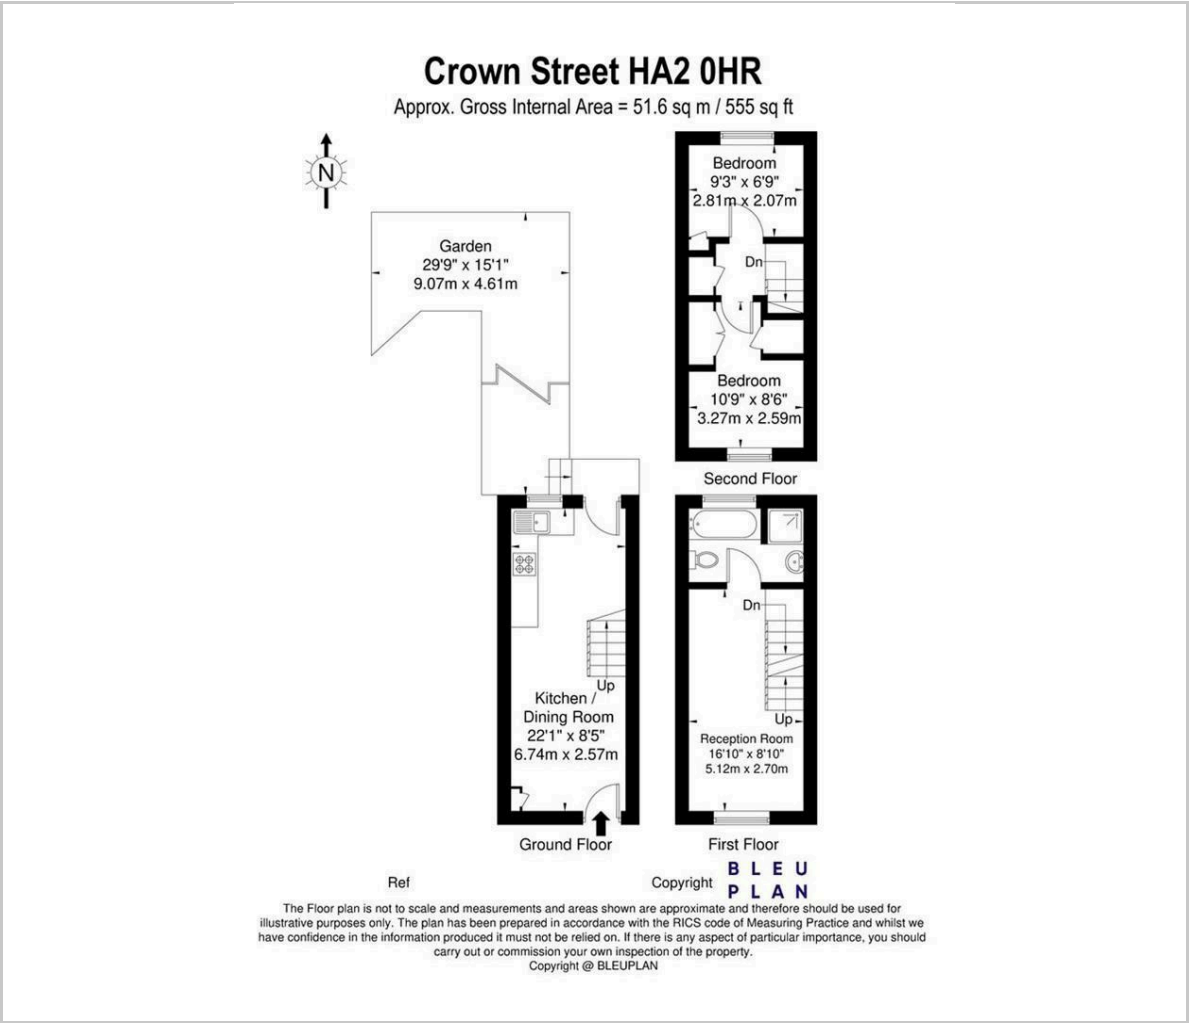 Crown Street HA2 0HR
Approx. Gross Internal Area = 51.6 sq m / 555 sq ft
N
Garden
29'9" x 15'1"
9.07m x 4.61m
Bedroom
9'3" x 6'9"
2.81m x 2.07m
Dn
Bedroom
10'9" x 8'6"
3.27m x 2.59m
Second Floor
Up
Kitchen /
Dining Room
22'1" x 8'5"
6.74m x 2.57m
Ground Floor
Dn
Up
Reception Room
16'10" x 8'10"
5.12m x 2.70m
First Floor
Ref
Copyright
BLEU
PLAN
The Floor plan is not to scale and measurements and areas shown are approximate and therefore should be used for
illustrative purposes only. The plan has been prepared in accordance with the RICS code of Measuring Practice and whilst we
have confidence in the information produced it must not be relied on. If there is any aspect of particular importance, you should
carry out or commission your own inspection of the property.
Copyright @ BLEUPLAN